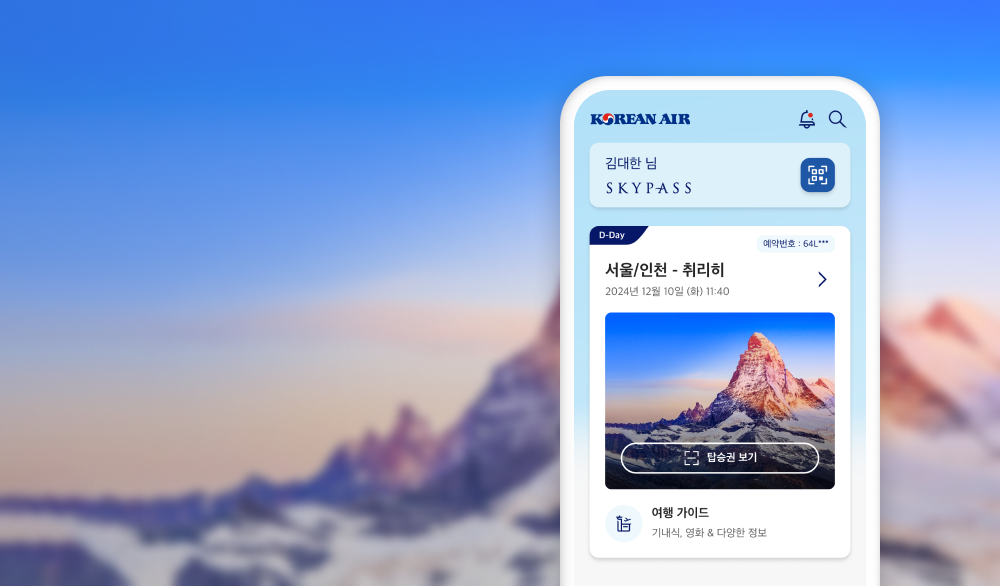 KOREAN AIR
김대한 님
SKYPASS
D-Day
예약번호 : 64L***
서울/인천 - 취리히
2024년 12월 10일 (화) 11:40
탑승권 보기
여행 가이드
기내식, 영화 & 다양한 정보